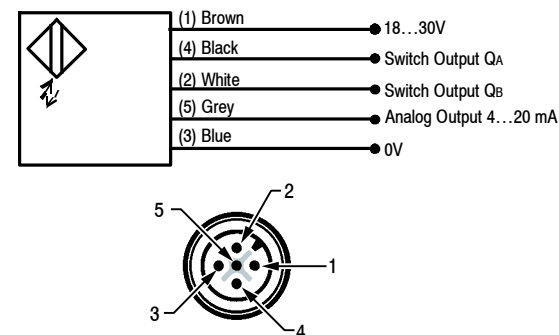 (1) Brown
18...30V
(4) Black
Switch Output QA
(2) White
Switch Output QB
(5) Grey
Analog Output 4...20 mA
(3) Blue
0V
2
5
1
3
4